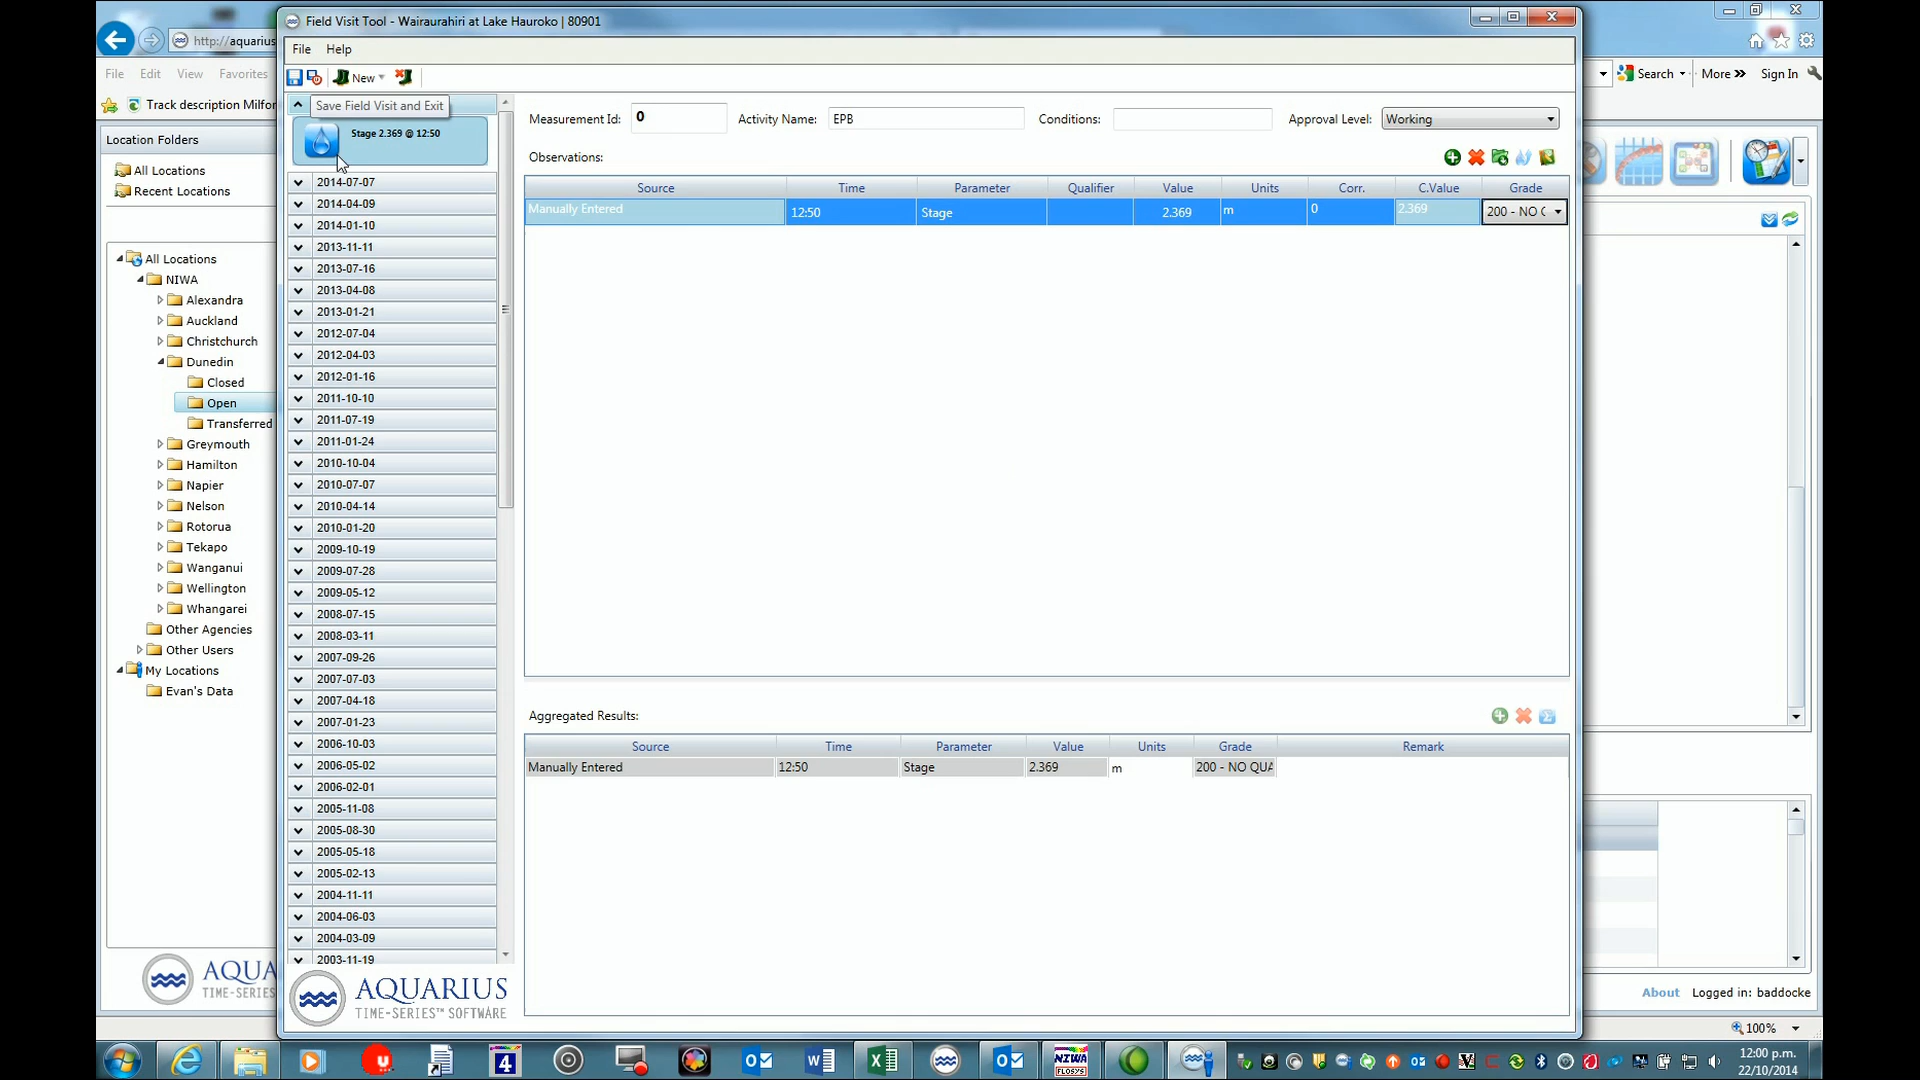 Field Visit Tool - Wairaurahiri at Lake Hauroko | 80901
File Help
New
Save Field Visit and Exit
Stage 2.369 @ 12:50
2014-07-07
2014-04-09
2014-01-10
2013-11-11
2013-07-16
2013-04-08
2013-01-21
2012-07-04
2012-04-03
2012-01-16
2011-10-10
2011-07-19
2011-01-24
2010-10-04
2010-07-07
2010-04-14
2010-01-20
2009-10-19
2009-07-28
2009-05-12
2008-07-15
2008-03-11
2007-09-26
2007-07-03
2007-04-18
2007-01-23
2006-10-03
2006-05-02
2006-02-01
2005-11-08
2005-08-30
2005-05-18
2005-02-13
2004-11-11
2004-06-03
2004-03-09
2003-11-19
AQUARIUS
TIME-SERIES™ SOFTWARE
Measurement Id: 0 Activity Name: EPB Conditions: Approval Level: Working
Observations:
Source Time Parameter Qualifier Value Units Corr. C.Value Grade
Manually Entered 12:50 Stage 2.369 m 0 2.369 200 - NO
Aggregated Results:
Source Time Parameter Value Units Grade Remark
Manually Entered 12:50 Stage 2.369 m 200 - NO QUA
http://aquarius
File Edit View Favorites
Track description Milfor
Search More » Sign In
Location Folders
All Locations
Recent Locations
All Locations
NIWA
Alexandra
Auckland
Christchurch
Dunedin
Closed
Open
Transferred
Greymouth
Hamilton
Napier
Nelson
Rotorua
Tekapo
Wanganui
Wellington
Whangarei
Other Agencies
Other Users
My Locations
Evan's Data
AQUA
TIME-SERIES
About Logged in: baddocke
100%
4
NIWA
FLOSYS
12:00 p.m.
22/10/2014